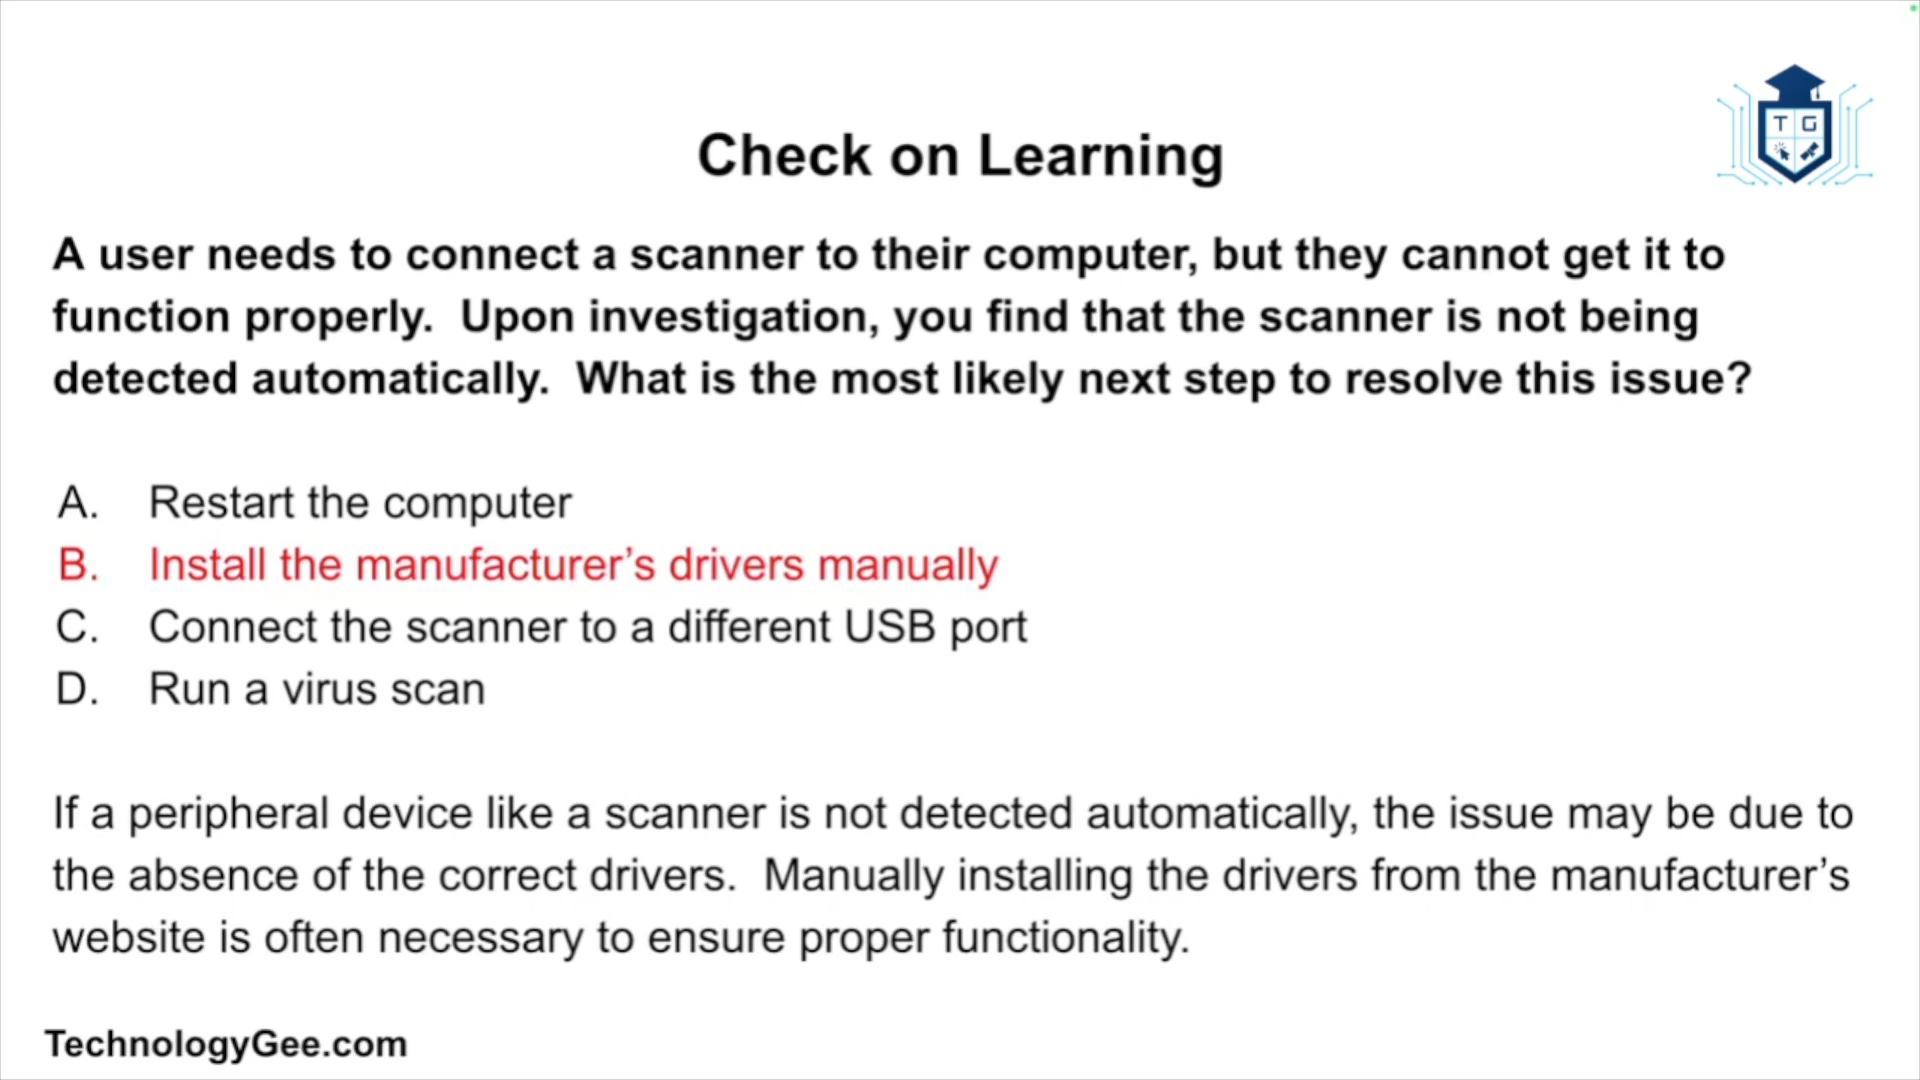 T G
Check on Learning
A user needs to connect a scanner to their computer, but they cannot get it to
function properly.  Upon investigation, you find that the scanner is not being
detected automatically.  What is the most likely next step to resolve this issue?
A. Restart the computer
B. Install the manufacturer’s drivers manually
C. Connect the scanner to a different USB port
D. Run a virus scan
If a peripheral device like a scanner is not detected automatically, the issue may be due to
the absence of the correct drivers.  Manually installing the drivers from the manufacturer’s
website is often necessary to ensure proper functionality.
TechnologyGee.com